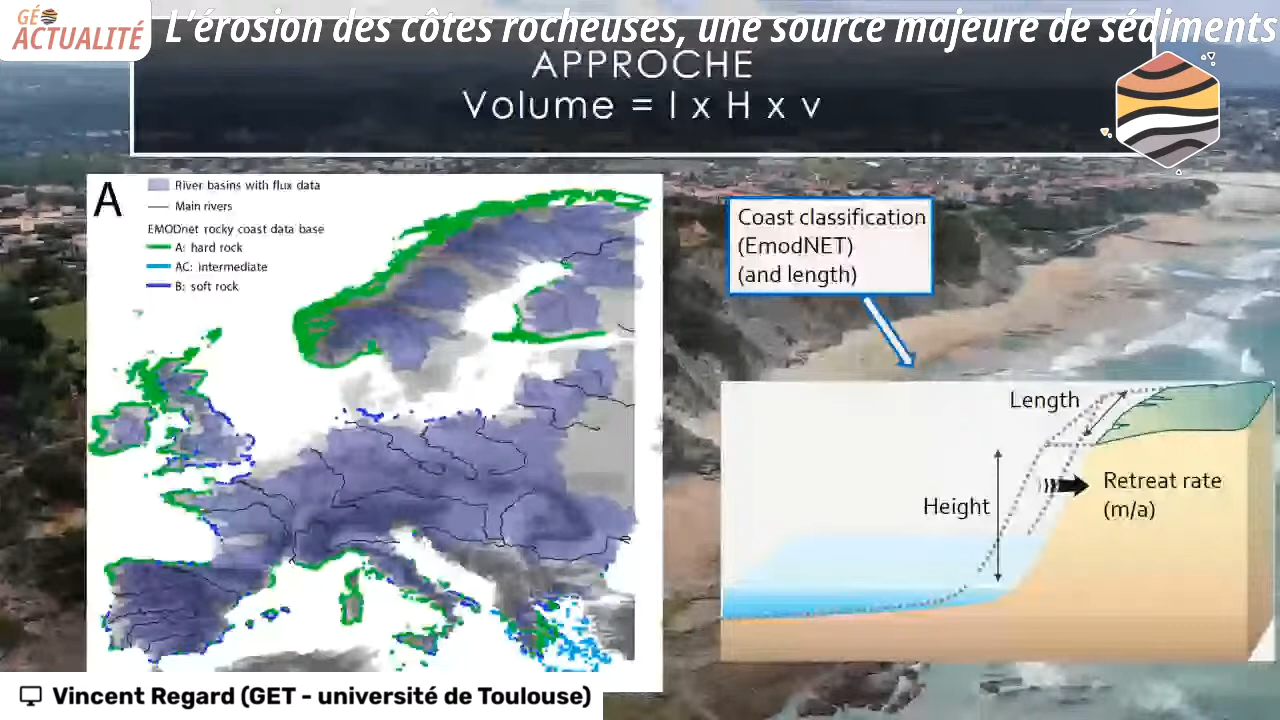 GÉ
ACTUALITÉ
L'érosion des côtes rocheuses, une source majeure de sédiments
APPROCHE
Volume = l x H x v
A
River basins with flux data
Main rivers
EMODnet rocky coast data base
A: hard rock
AC: intermediate
B: soft rock
Coast classification
(EmodNET)
(and length)
Length
Height
Retreat rate
(m/a)
Vincent Regard (GET - université de Toulouse)